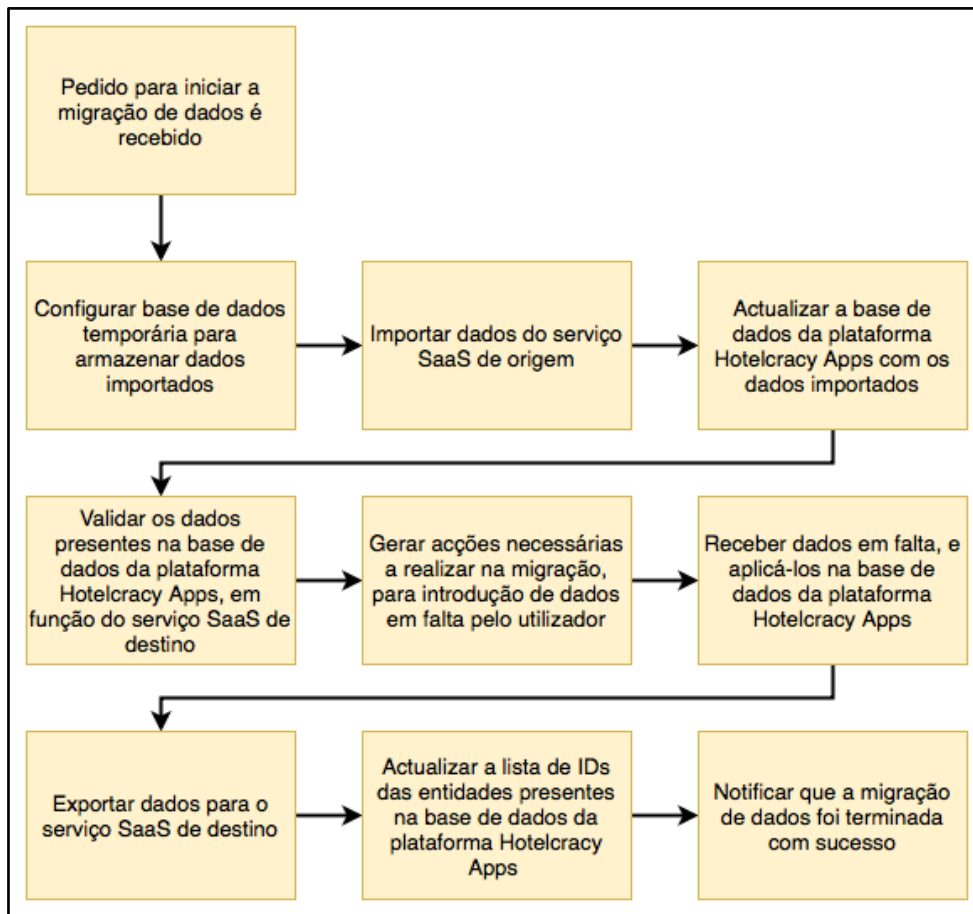 Pedido para iniciar a
migração de dados é
recebido
Configurar base de dados
temporária para
armazenar dados
importados
Importar dados do serviço
SaaS de origem
Actualizar a base de
dados da plataforma
Hotelcracy Apps com os
dados importados
Validar os dados
presentes na base de
dados da plataforma
Hotelcracy Apps, em
função do serviço SaaS de
destino
Gerar acções necessárias
a realizar na migração,
para introdução de dados
em falta pelo utilizador
Receber dados em falta, e
aplicá-los na base de
dados da plataforma
Hotelcracy Apps
Exportar dados para o
serviço SaaS de destino
Actualizar a lista de IDs
das entidades presentes
na base de dados da
plataforma Hotelcracy
Apps
Notificar que a migração
de dados foi terminada
com sucesso